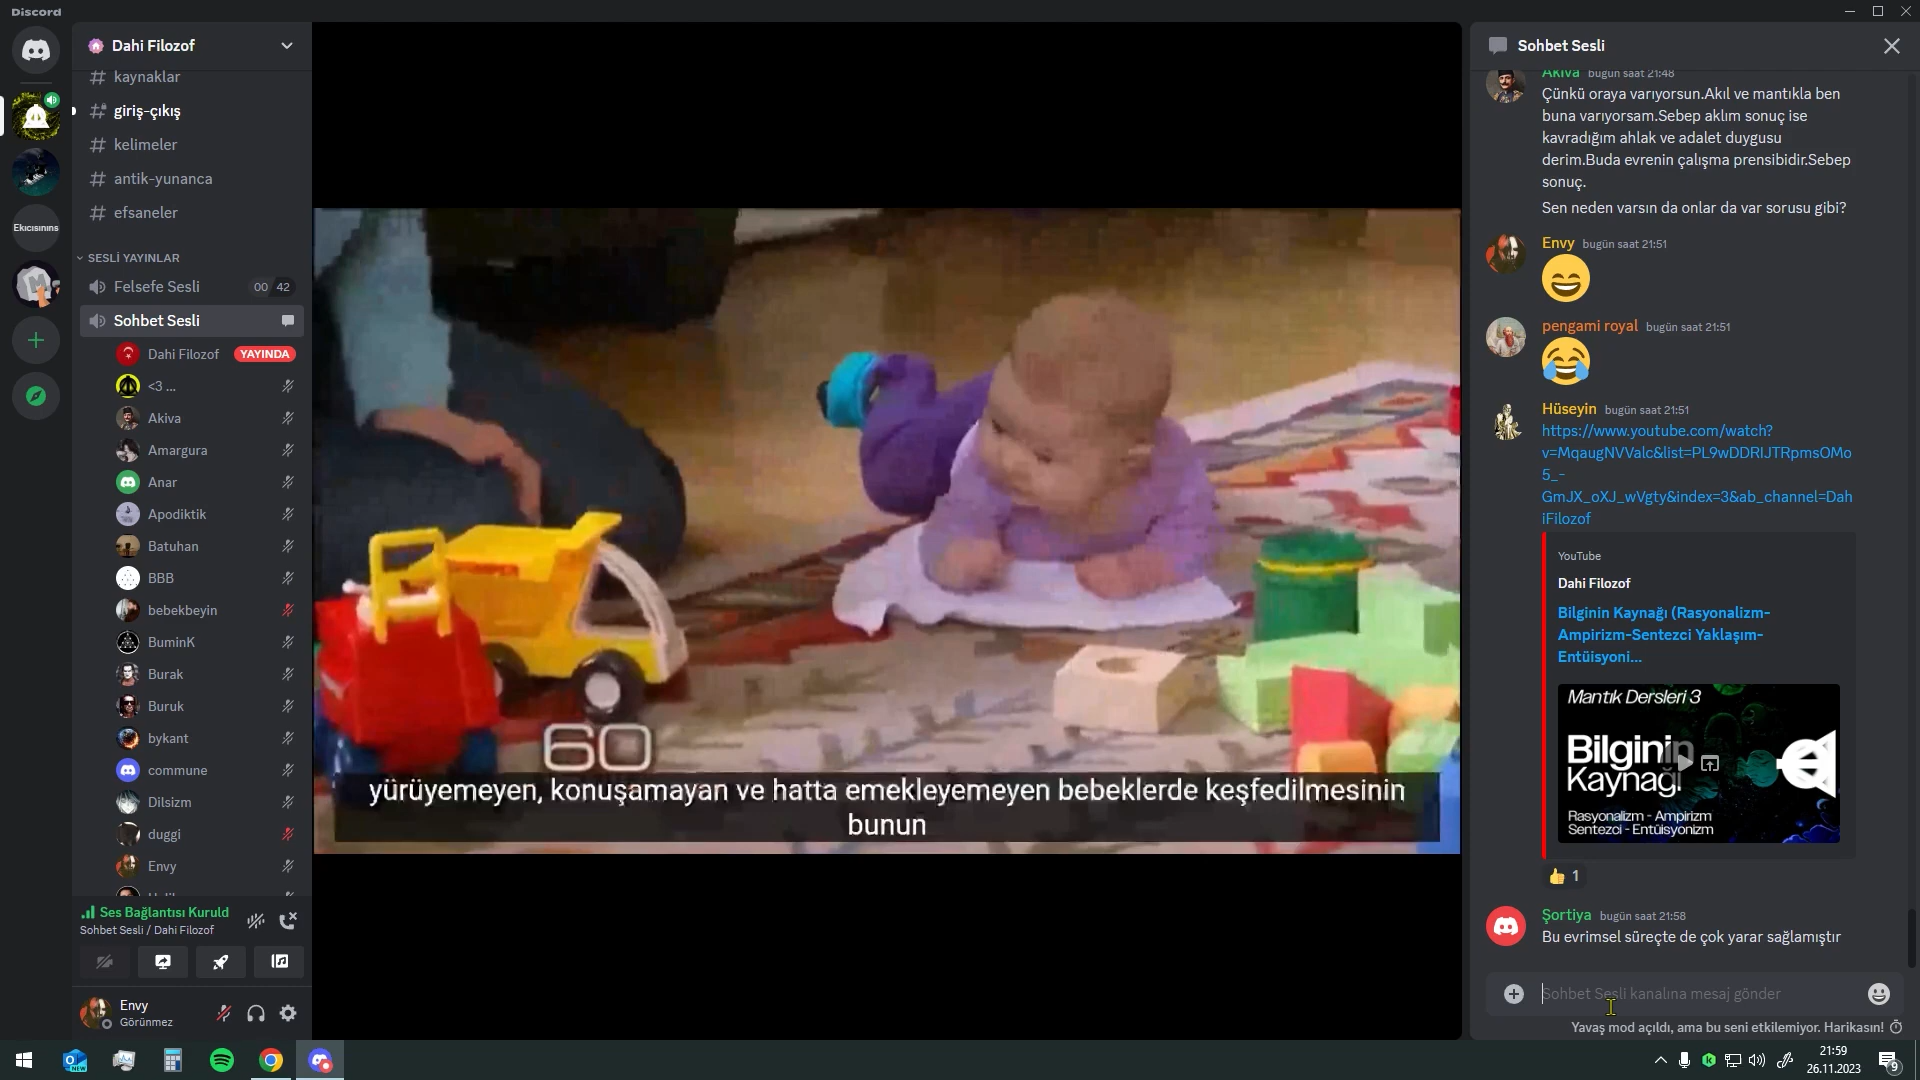 Discord
Dahi Filozof
kaynaklar
giriş-çıkış
kelimeler
antik-yunanca
efsaneler
Ekicisinins
SESLİ YAYINLAR
Felsefe Sesli
00 42
Sohbet Sesli
Dahi Filozof
YAYINDA
<3 ...
Akiva
Amargura
Anar
Apodiktik
Batuhan
BBB
bebekbeyin
BuminK
Burak
Buruk
bykant
commune
Dilsizm
duggi
Envy
Ses Bağlantısı Kuruld
Sohbet Sesli / Dahi Filozof
Envy
Görünmez
60
yürüyemeyen, konuşamayan ve hatta emekleyemeyen bebeklerde keşfedilmesinin
bunun
Sohbet Sesli
Akiva bugün saat 21:48
Çünkü oraya varıyorsun.Akıl ve mantıkla ben
buna varıyorsam.Sebep aklım sonuç ise
kavradığım ahlak ve adalet duygusu
derim.Buda evrenin çalışma prensibidir.Sebep
sonuç.
Sen neden varsın da onlar da var sorusu gibi?
Envy bugün saat 21:51
pengami royal bugün saat 21:51
Hüseyin bugün saat 21:51
https://www.youtube.com/watch?
v=MqaugNVValc&list=PL9wDDRIJTRpmsOMo
5_-
GmJX_oXJ_wVgty&index=3&ab_channel=Dah
iFilozof
YouTube
Dahi Filozof
Bilginin Kaynağı (Rasyonalizm-
Ampirizm-Sentezci Yaklaşım-
Entüisyoni...
Mantık Dersleri 3
Bilginin
Kaynağı
Rasyonalizm - Ampirizm
Sentezci - Entüisyonizm
1
Şortiya bugün saat 21:58
Bu evrimsel süreçte de çok yarar sağlamıştır
Sohbet Sesli kanalına mesaj gönder
Yavaş mod açıldı, ama bu seni etkilemiyor. Harikasın!
21:59
26.11.2023
9